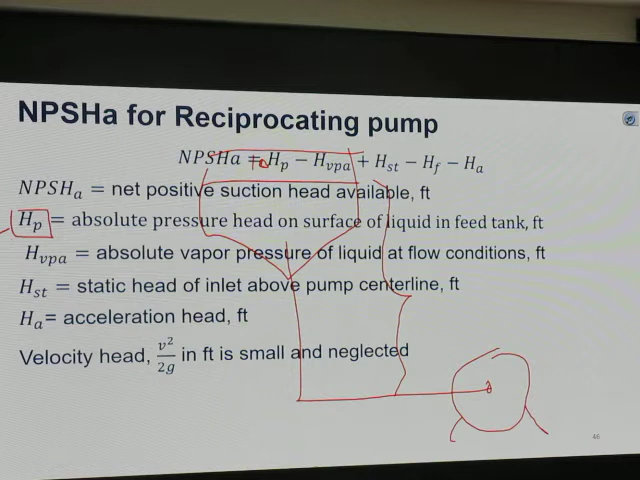 NPSHa for Reciprocating pump
NPSHa = H_p − H_vpa + H_st − H_f − H_a
NPSH_a = net positive suction head available, ft
H_p = absolute pressure head on surface of liquid in feed tank, ft
H_vpa = absolute vapor pressure of liquid at flow conditions, ft
H_st = static head of inlet above pump centerline, ft
H_a= acceleration head, ft
Velocity head, v²/2g in ft is small and neglected
46